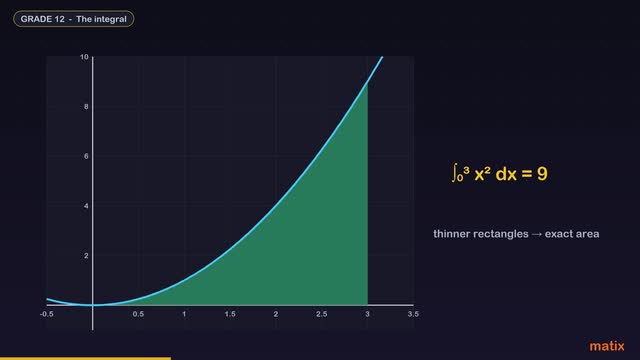 GRADE 12 - The integral
10
8
6
4
2
-0.5 0.5 1 1.5 2 2.5 3 3.5
∫₀³ x² dx = 9
thinner rectangles → exact area
matix